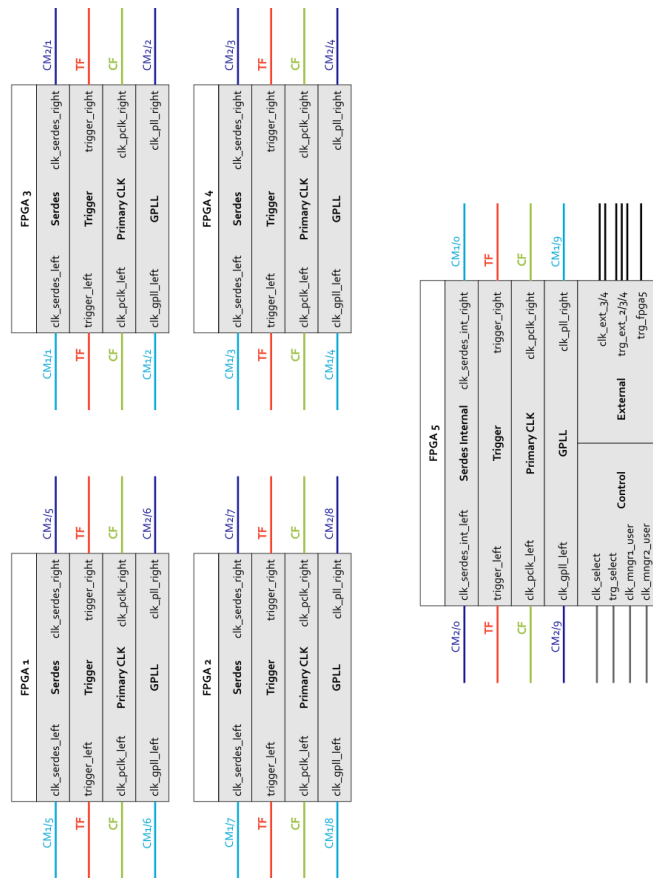 FPGA 1
CM1/5 clk_serdes_left Serdes clk_serdes_right CM2/5
TF trigger_left Trigger trigger_right TF
CF clk_pclk_left Primary CLK clk_pclk_right CF
CM1/6 clk_gpll_left GPLL clk_pll_right CM2/6
FPGA 3
CM1/1 clk_serdes_left Serdes clk_serdes_right CM2/1
TF trigger_left Trigger trigger_right TF
CF clk_pclk_left Primary CLK clk_pclk_right CF
CM1/2 clk_gpll_left GPLL clk_pll_right CM2/2
FPGA 2
CM1/7 clk_serdes_left Serdes clk_serdes_right CM2/7
TF trigger_left Trigger trigger_right TF
CF clk_pclk_left Primary CLK clk_pclk_right CF
CM1/8 clk_gpll_left GPLL clk_pll_right CM2/8
FPGA 4
CM1/3 clk_serdes_left Serdes clk_serdes_right CM2/3
TF trigger_left Trigger trigger_right TF
CF clk_pclk_left Primary CLK clk_pclk_right CF
CM1/4 clk_gpll_left GPLL clk_pll_right CM2/4
FPGA 5
CM2/0 clk_serdes_int_left Serdes Internal clk_serdes_int_right CM1/0
TF trigger_left Trigger trigger_right TF
CF clk_pclk_left Primary CLK clk_pclk_right CF
CM2/9 clk_gpll_left GPLL clk_pll_right CM1/9
clk_select clk_ext_3/4
trg_select Control External trg_ext_2/3/4
clk_mngr1_user trg_fpga5
clk_mngr2_user